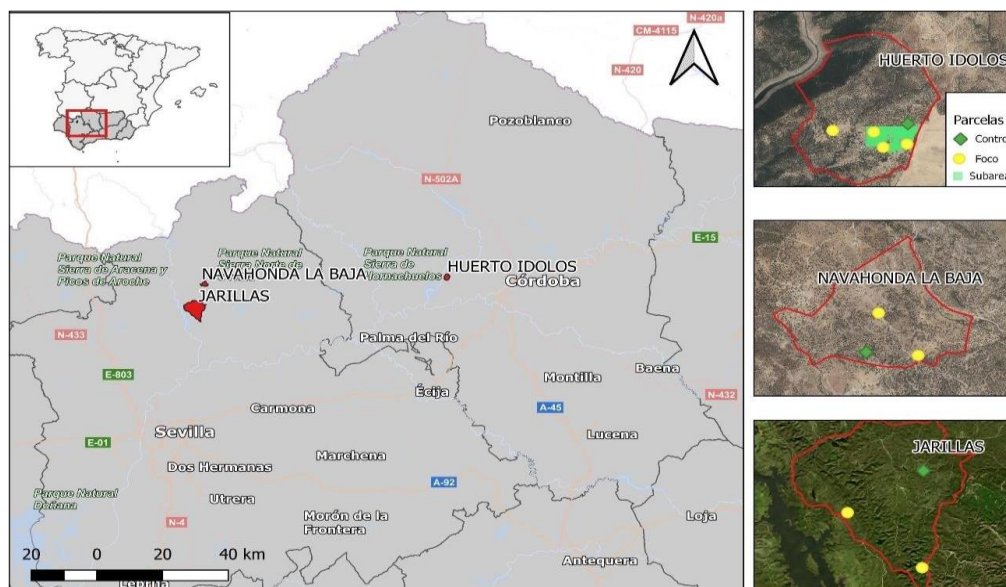 N-420a
CM-4115
N-420
Pozoblanco
N-502A
E-15
Parque Natural
Sierra de Aracena y
Picos de Aroche
Parque Natural
Sierra Norte de
Parque Natural
Sierra de
Hornachuelos
NAVAHONDA LA BAJA
HUERTO IDOLOS
Córdoba
JARILLAS
N-433
Palma del Río
E-803
Écija
Montilla
Baena
N-432
Carmona
A-45
Sevilla
E-01
Lucena
Dos Hermanas
Marchena
A-92
Parque Natural
Doñana
Utrera
N-4
Morón de la
Frontera
Loja
Antequera
20 0 20 40 km
HUERTO IDOLOS
Parcelas
Contro
Foco
Subarea
NAVAHONDA LA BAJA
JARILLAS